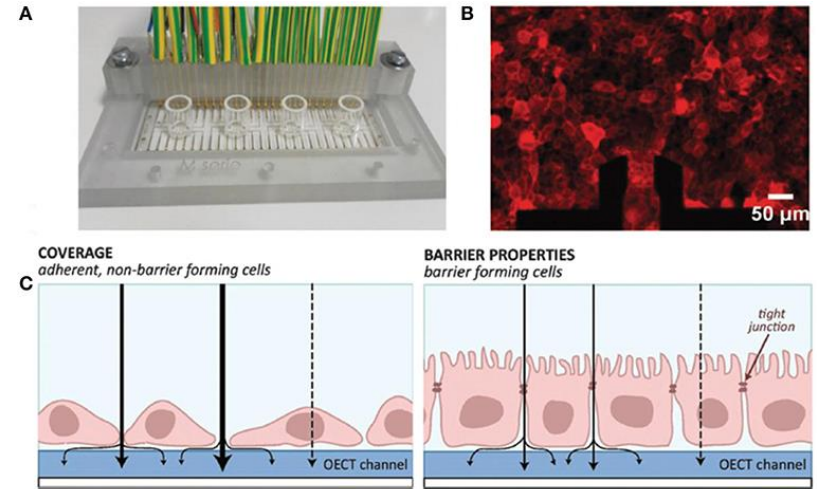 A
B
50 µm
C
COVERAGE
adherent, non-barrier forming cells
OECT channel
BARRIER PROPERTIES
barrier forming cells
tight
junction
OECT channel